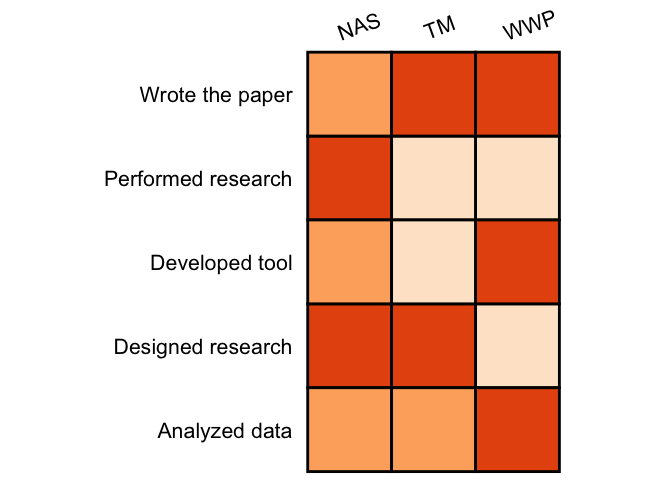 NAS TM WWP
Wrote the paper
Performed research
Developed tool
Designed research
Analyzed data